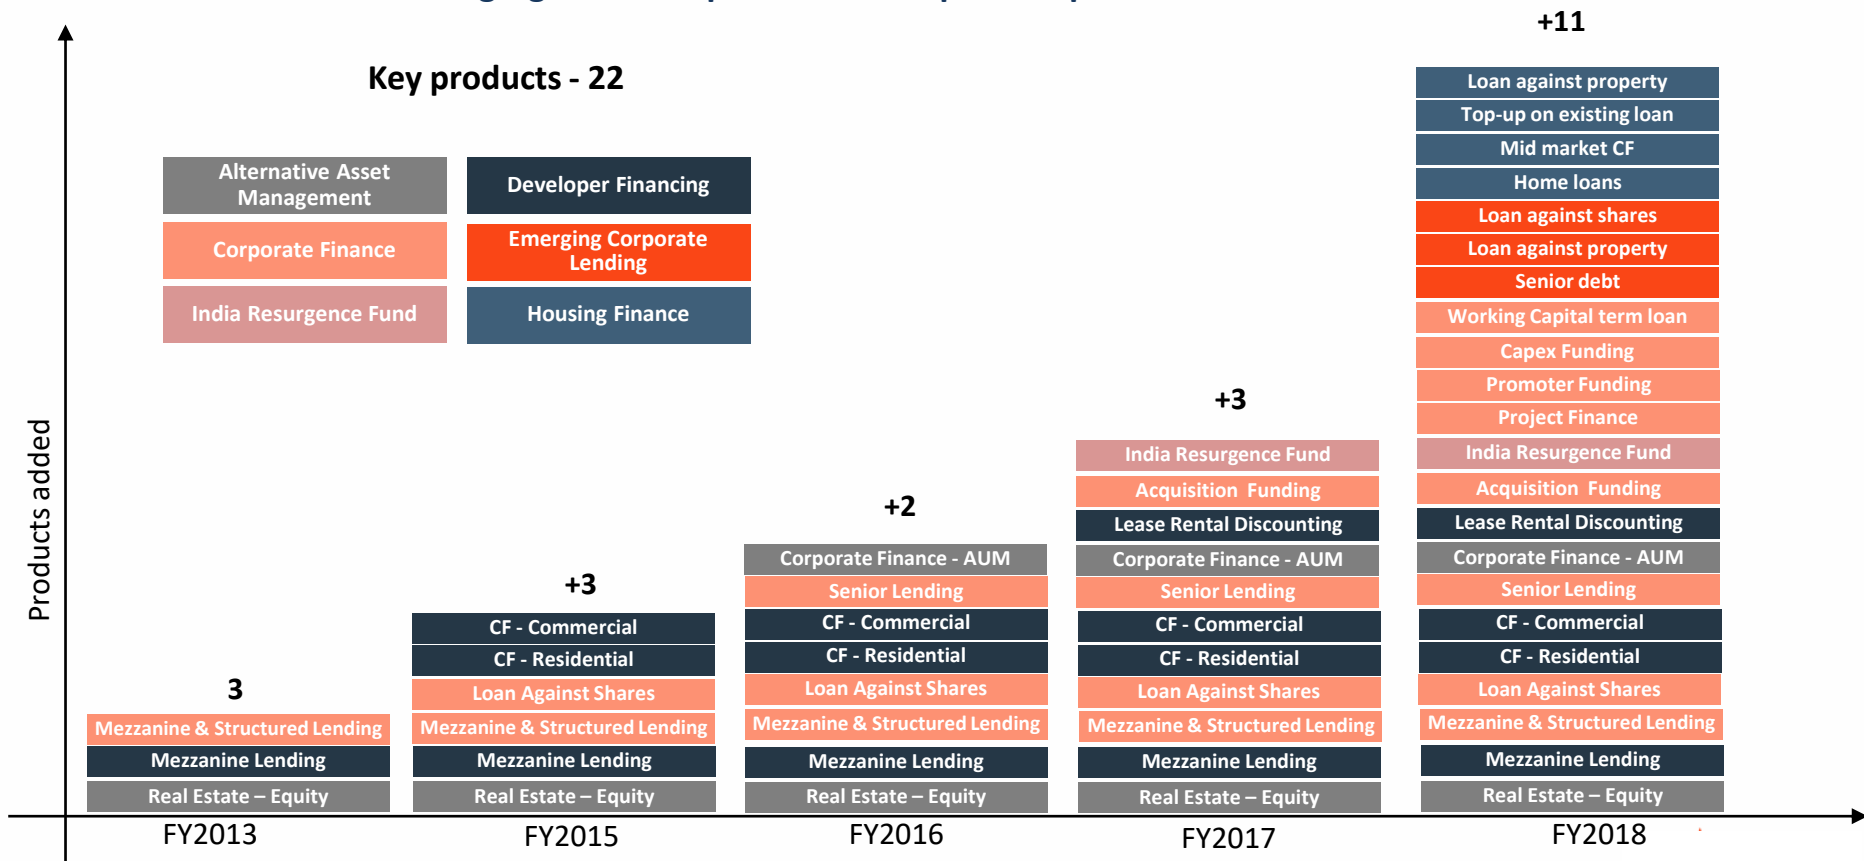 +11
Key products - 22
Alternative Asset
Management
Developer Financing
Corporate Finance
Emerging Corporate
Lending
India Resurgence Fund
Housing Finance
Products added
3
Mezzanine & Structured Lending
Mezzanine Lending
Real Estate – Equity
FY2013
+3
CF - Commercial
CF - Residential
Loan Against Shares
Mezzanine & Structured Lending
Mezzanine Lending
Real Estate – Equity
FY2015
+2
Corporate Finance - AUM
Senior Lending
CF - Commercial
CF - Residential
Loan Against Shares
Mezzanine & Structured Lending
Mezzanine Lending
Real Estate – Equity
FY2016
+3
India Resurgence Fund
Acquisition Funding
Lease Rental Discounting
Corporate Finance - AUM
Senior Lending
CF - Commercial
CF - Residential
Loan Against Shares
Mezzanine & Structured Lending
Mezzanine Lending
Real Estate – Equity
FY2017
Loan against property
Top-up on existing loan
Mid market CF
Home loans
Loan against shares
Loan against property
Senior debt
Working Capital term loan
Capex Funding
Promoter Funding
Project Finance
India Resurgence Fund
Acquisition Funding
Lease Rental Discounting
Corporate Finance - AUM
Senior Lending
CF - Commercial
CF - Residential
Loan Against Shares
Mezzanine & Structured Lending
Mezzanine Lending
Real Estate – Equity
FY2018